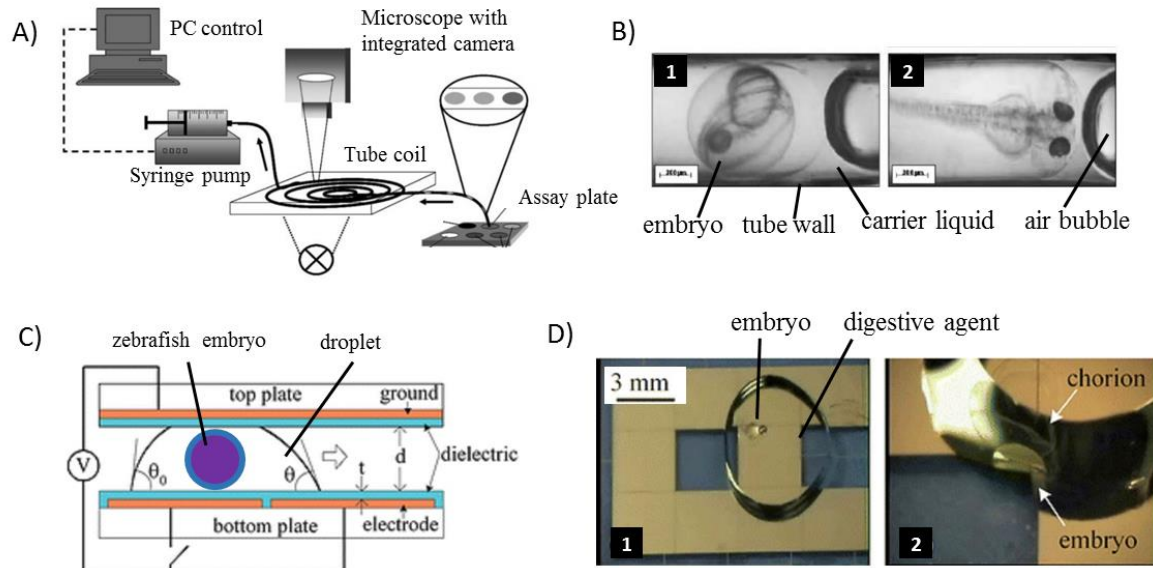 A)
PC control
Microscope with
integrated camera
Syringe pump
Tube coil
Assay plate
B)
1
2
200µm
200µm
embryo
tube wall
carrier liquid
air bubble
C)
zebrafish embryo
droplet
top plate
ground
V
θ₀
θ
t
d
dielectric
bottom plate
electrode
D)
embryo
digestive agent
3 mm
chorion
embryo
1
2